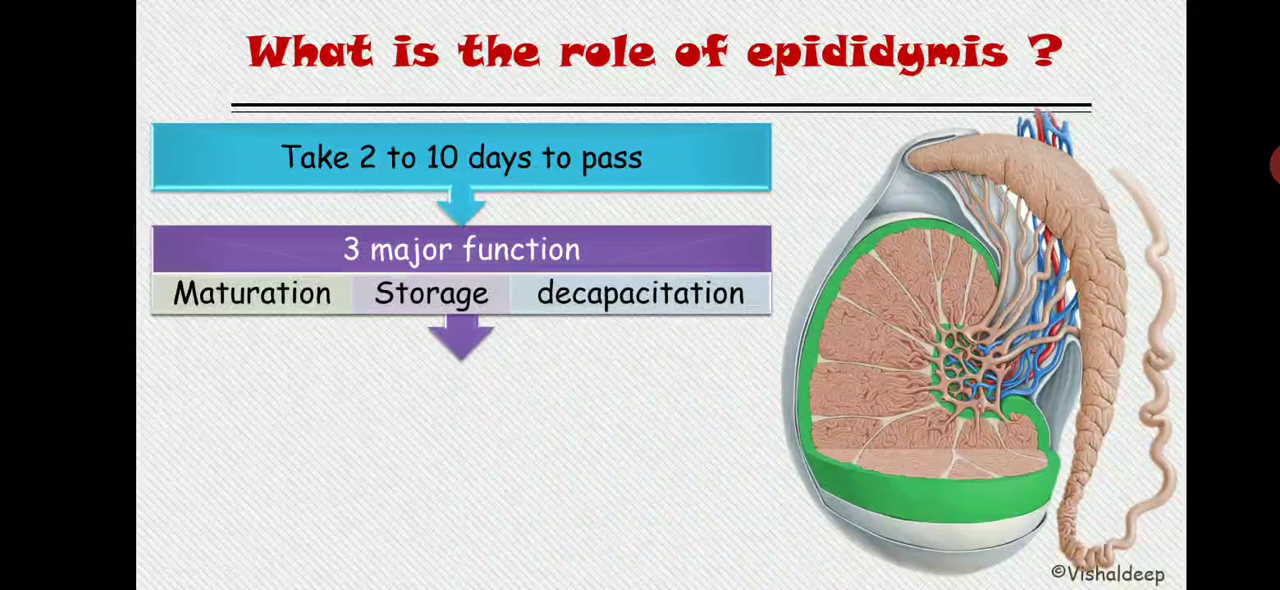 What is the role of epididymis ?
Take 2 to 10 days to pass
3 major function
Maturation Storage decapacitation
©Vishaldeep